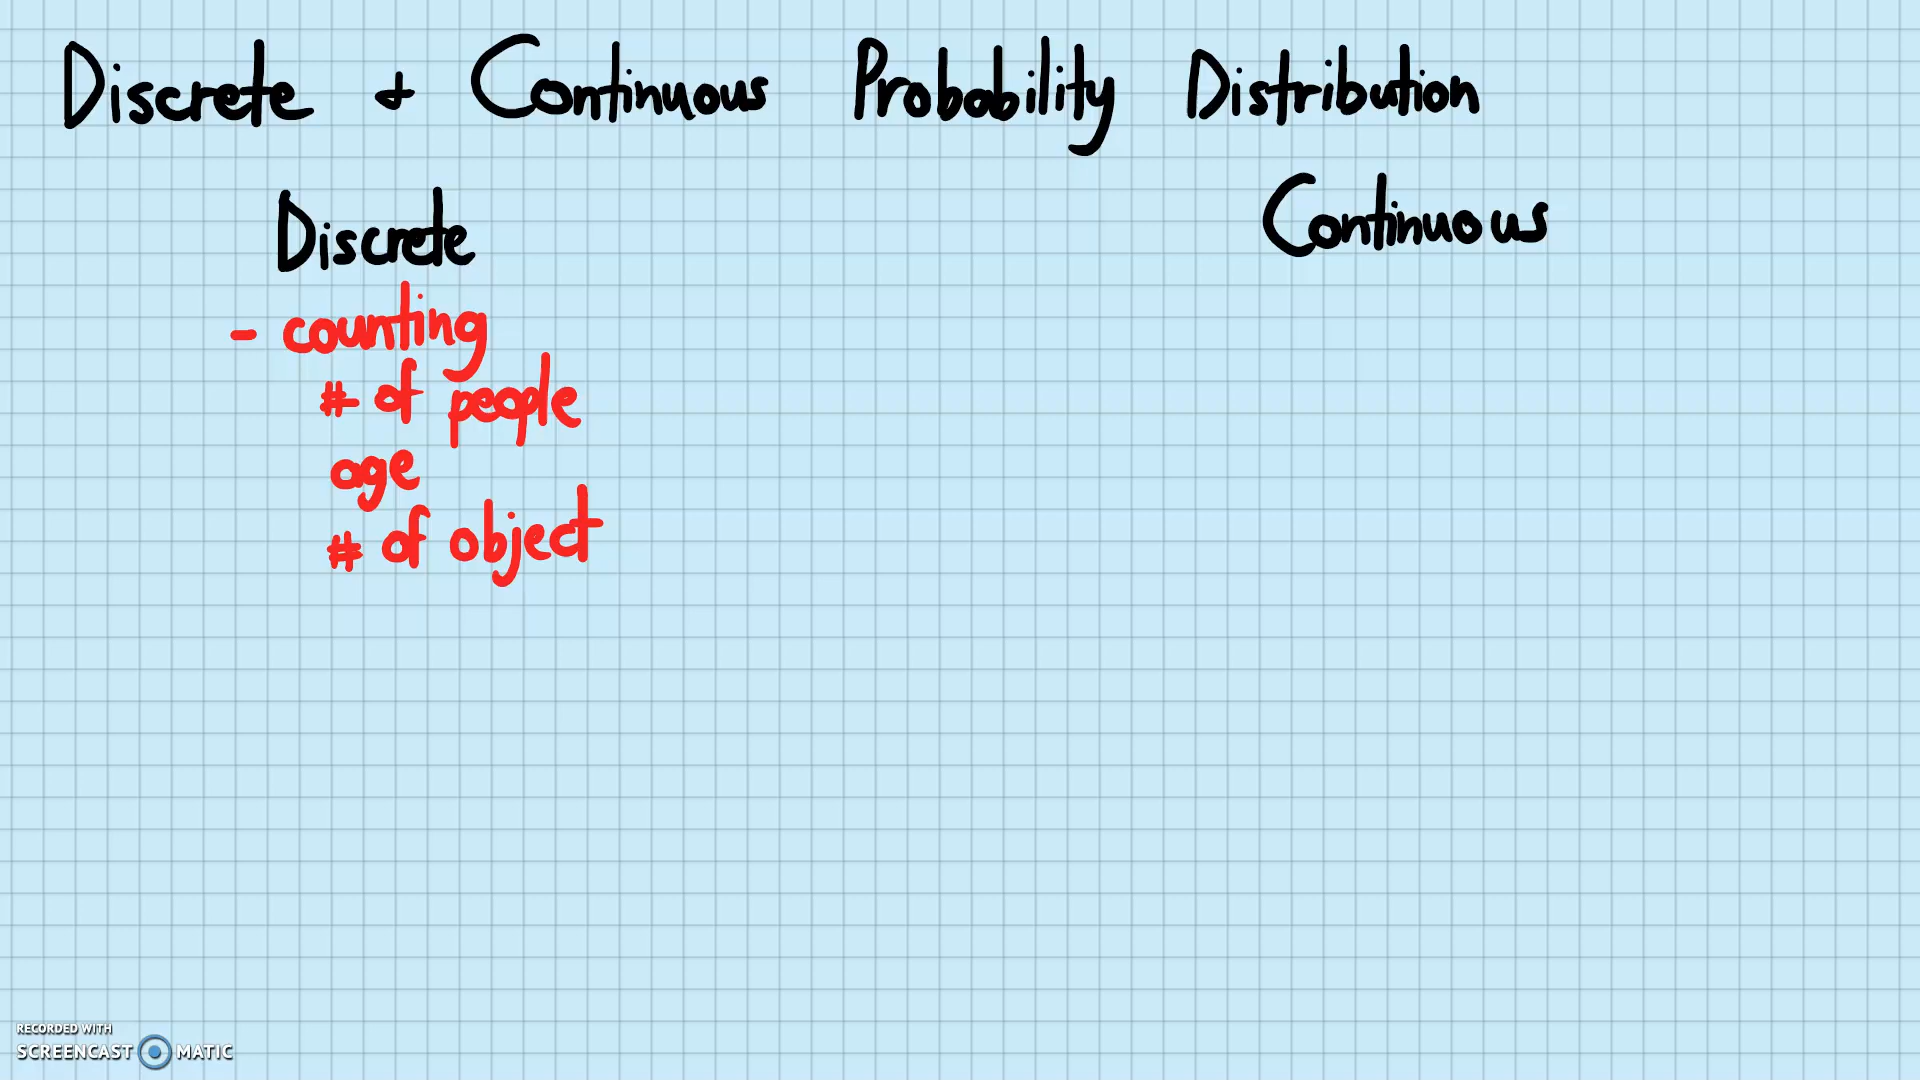 Discrete + Continuous Probability Distribution
Discrete
- counting
# of people
age
# of object
Continuous
RECORDED WITH
SCREENCAST MATIC